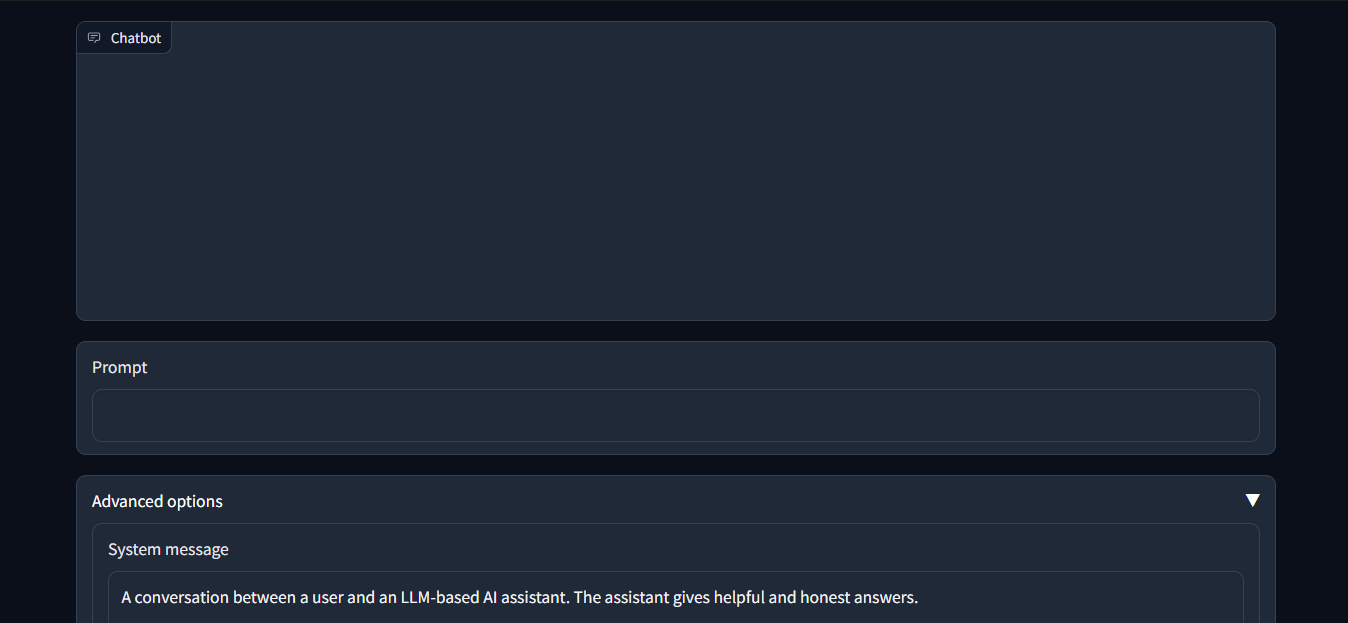 Chatbot
Prompt
Advanced options
System message
A conversation between a user and an LLM-based AI assistant. The assistant gives helpful and honest answers.